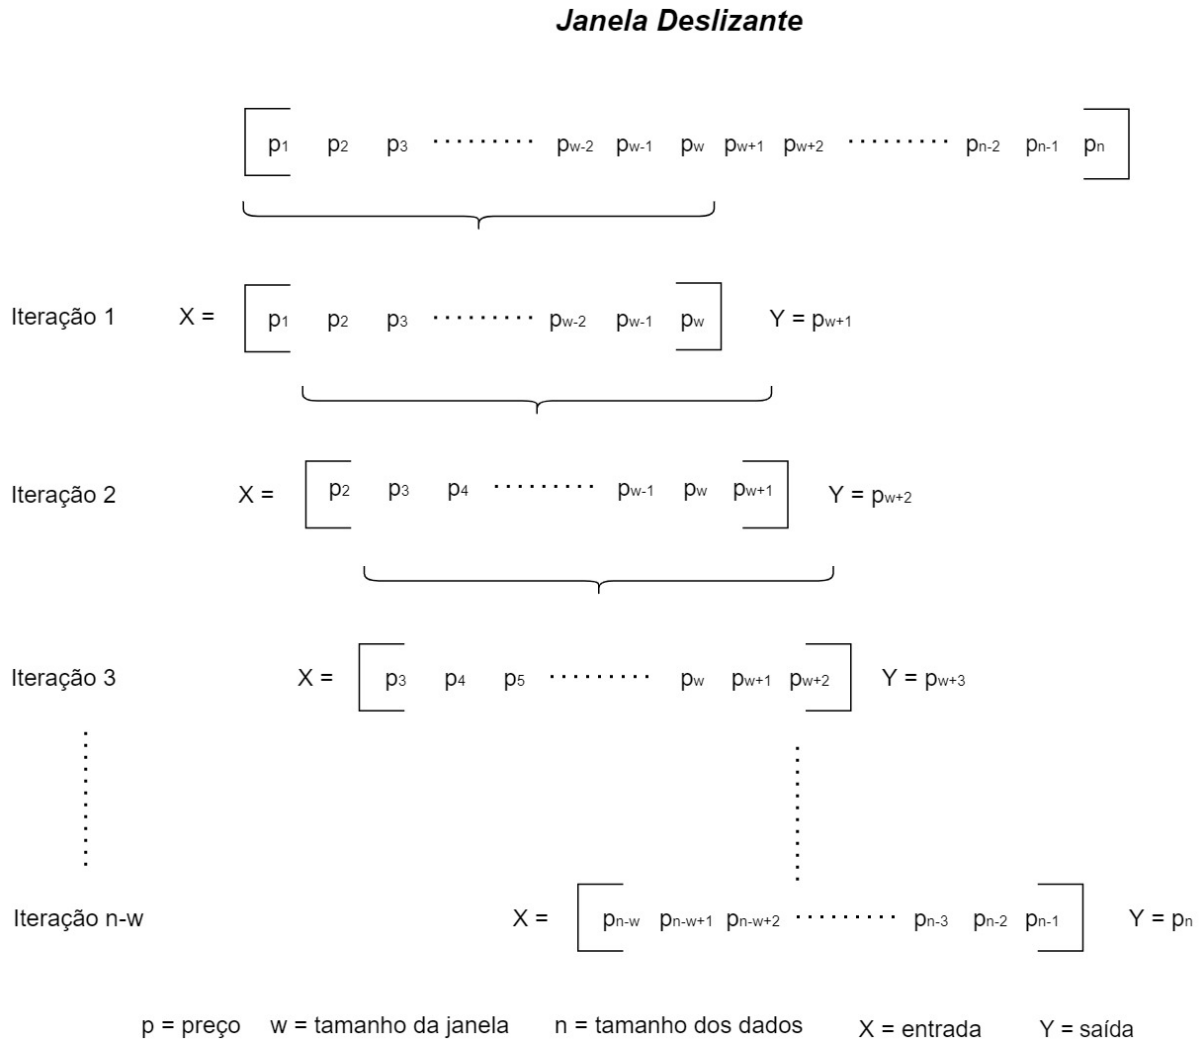 Janela Deslizante
p1 p2 p3 ......... pw-2 pw-1 pw pw+1 pw+2 ......... pn-2 pn-1 pn
Iteração 1 X = p1 p2 p3 ......... pw-2 pw-1 pw Y = pw+1
Iteração 2 X = p2 p3 p4 ......... pw-1 pw pw+1 Y = pw+2
Iteração 3 X = p3 p4 p5 ......... pw pw+1 pw+2 Y = pw+3
Iteração n-w X = pn-w pn-w+1 pn-w+2 ......... pn-3 pn-2 pn-1 Y = pn
p = preço w = tamanho da janela n = tamanho dos dados X = entrada Y = saída